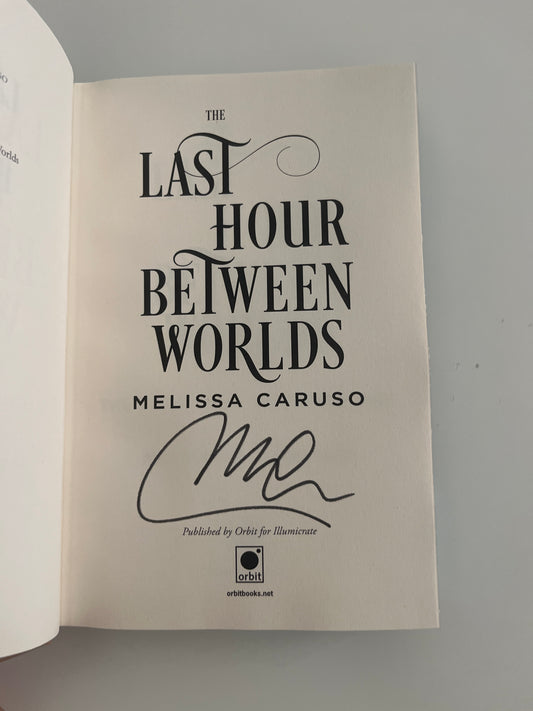 THE
LAST
HOUR
BETWEEN
WORLDS
MELISSA CARUSO
Published by Orbit for Illumicrate
orbit
orbitbooks.net